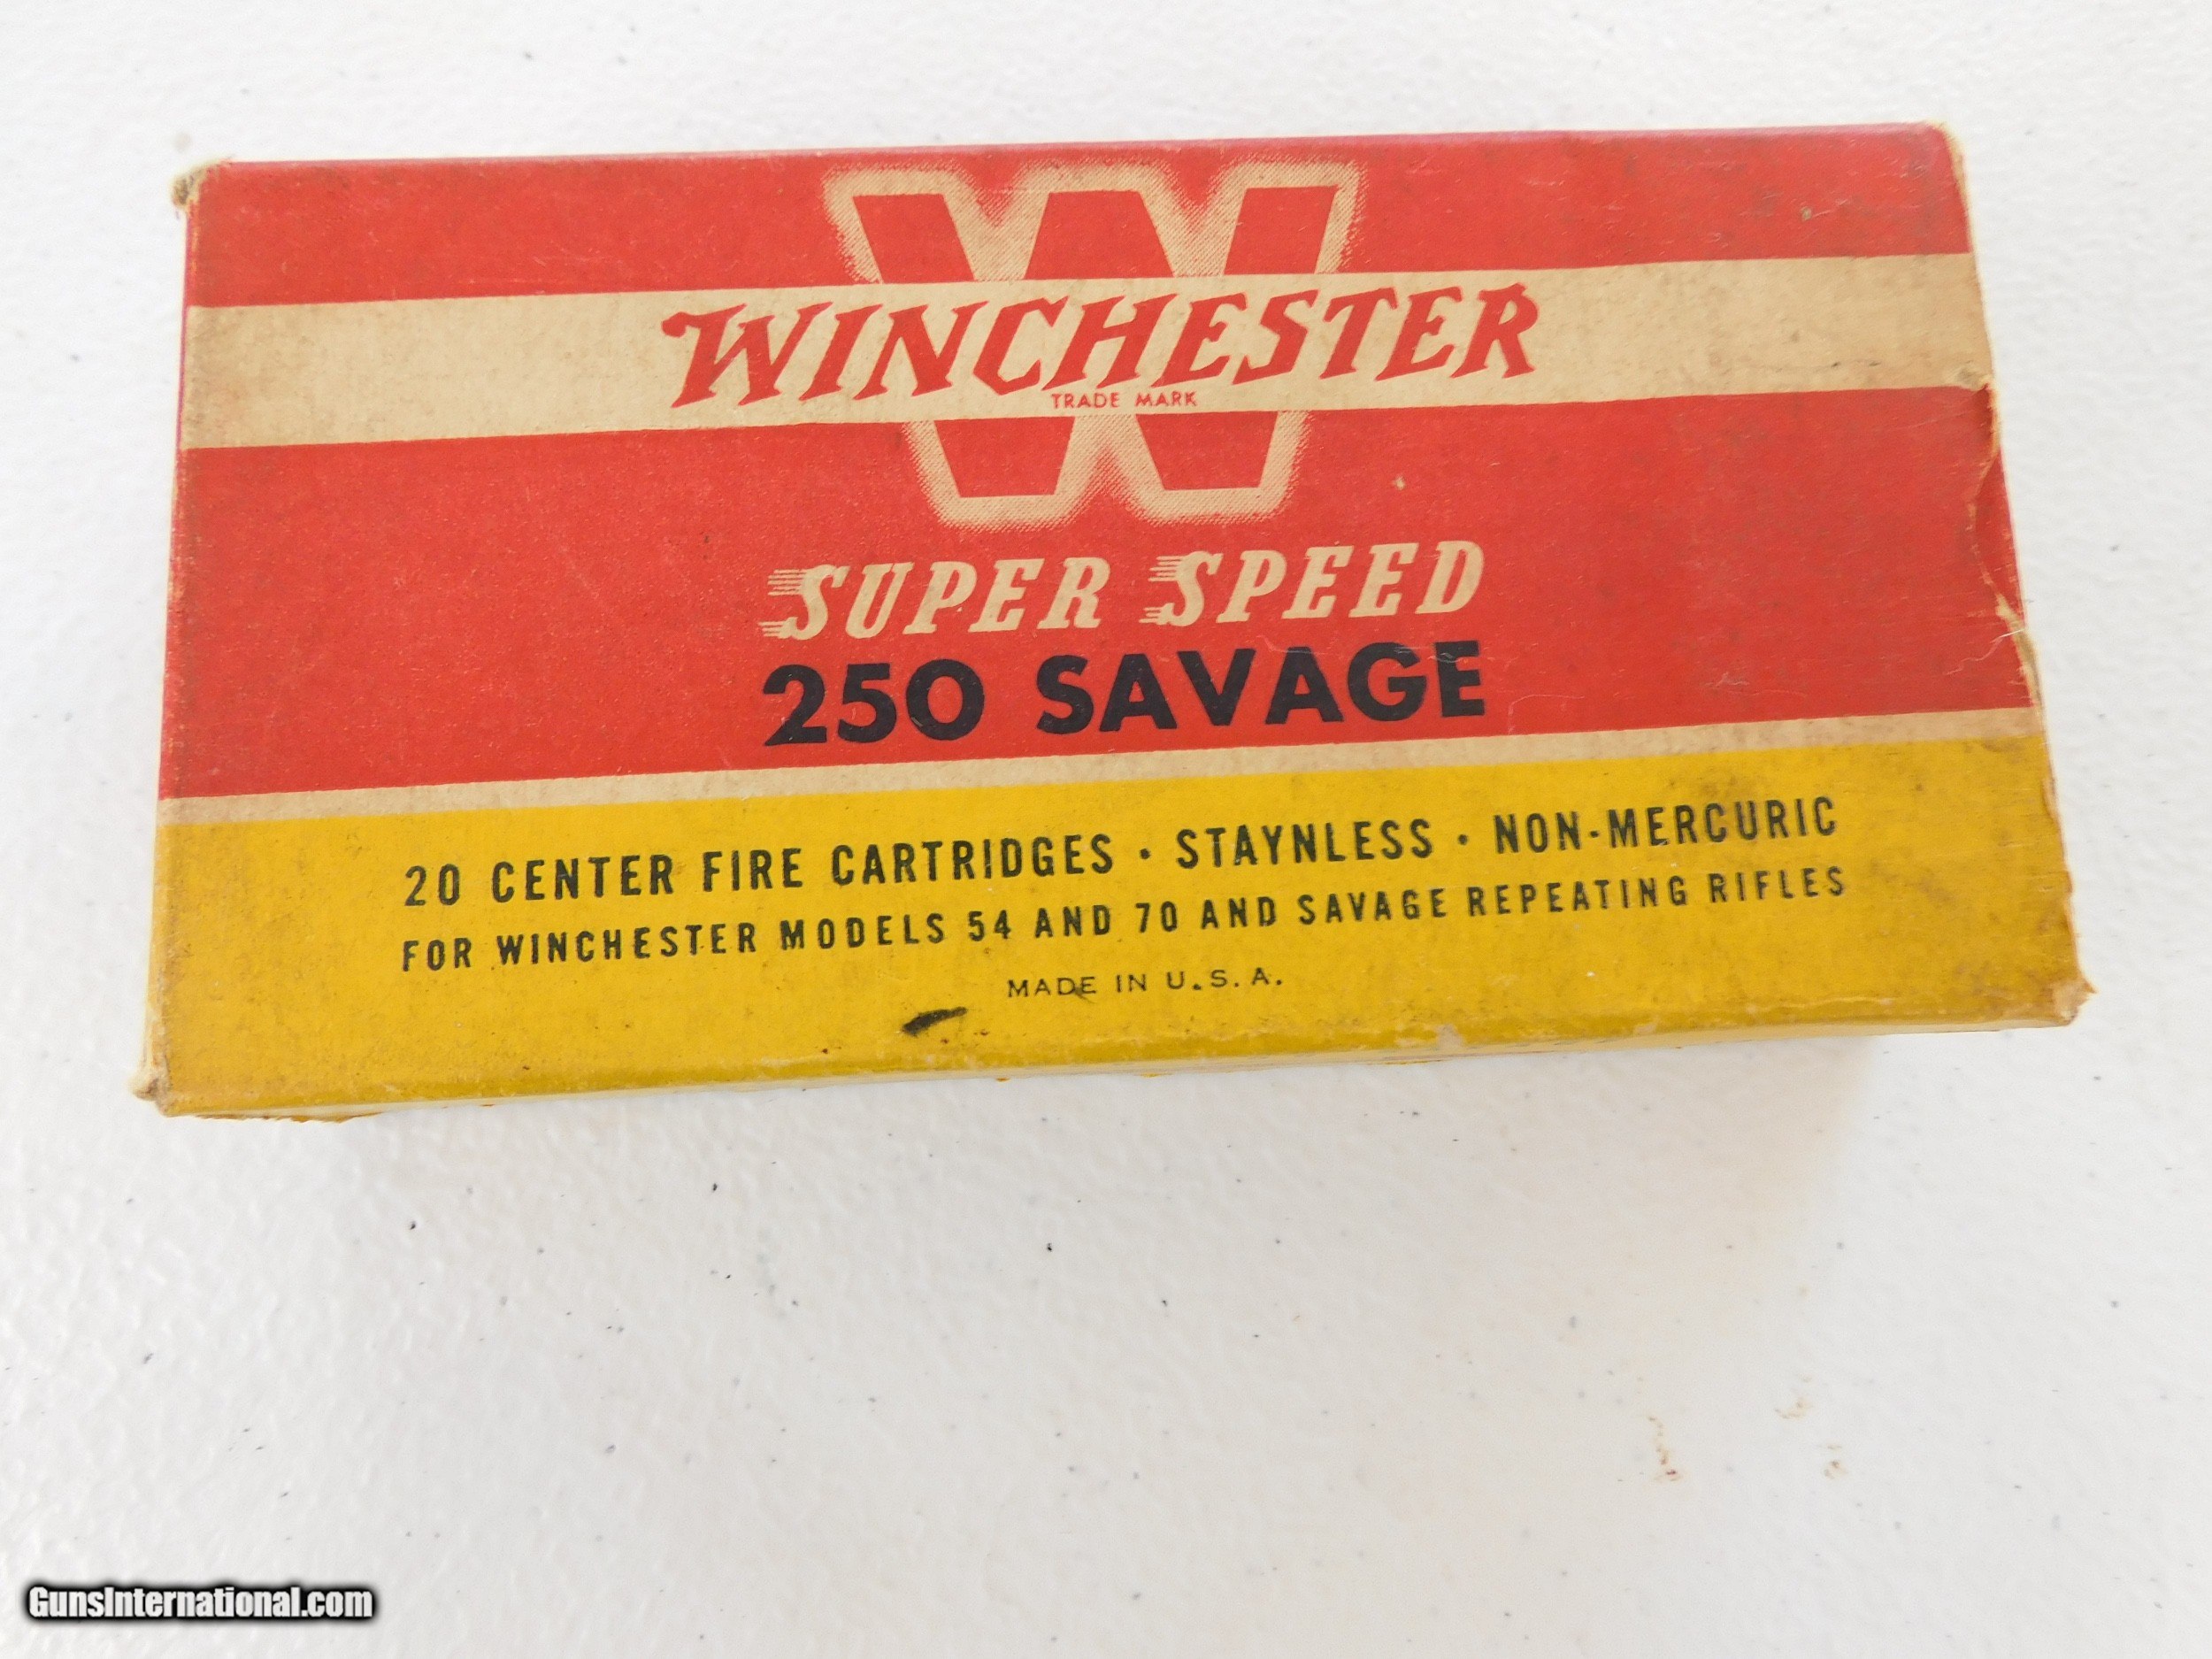 W
WINCHESTER
TRADE MARK
SUPER SPEED
250 SAVAGE
20 CENTER FIRE CARTRIDGES · STAYNLESS · NON-MERCURIC
FOR WINCHESTER MODELS 54 AND 70 AND SAVAGE REPEATING RIFLES
MADE IN U.S.A.
GunsInternational.com